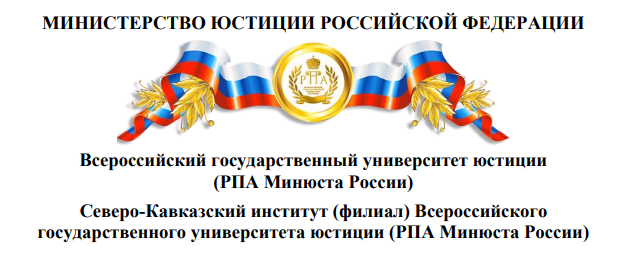 МИНИСТЕРСТВО ЮСТИЦИИ РОССИЙСКОЙ ФЕДЕРАЦИИ
РПА
Всероссийский государственный университет юстиции
(РПА Минюста России)
Северо-Кавказский институт (филиал) Всероссийского
государственного университета юстиции (РПА Минюста России)